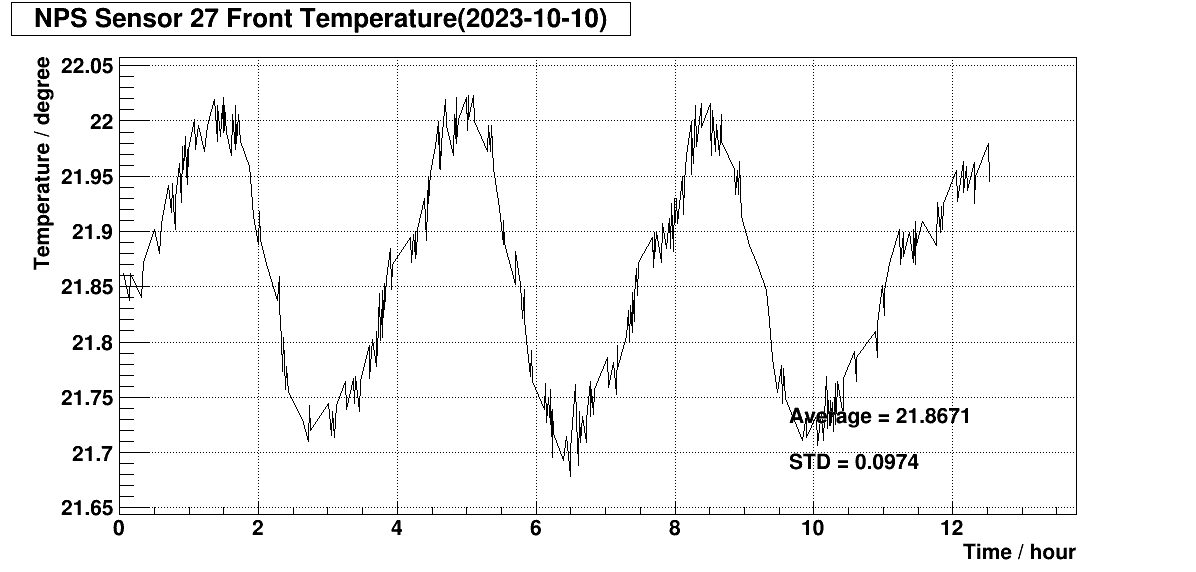 NPS Sensor 27 Front Temperature(2023-10-10)
Temperature / degree
22.05
22
21.95
21.9
21.85
21.8
21.75
21.7
21.65
Average = 21.8671
STD = 0.0974
0 2 4 6 8 10 12
Time / hour